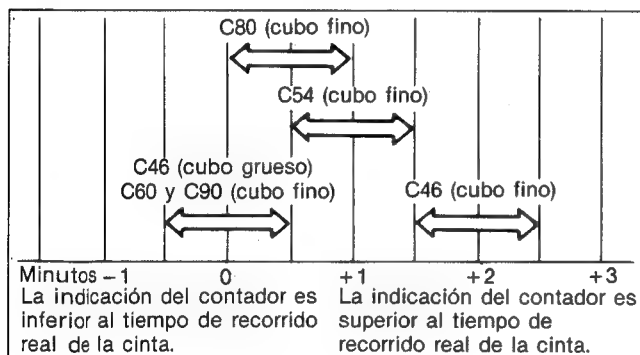 C80 (cubo fino)
C54 (cubo fino)
C46 (cubo grueso)
C60 y C90 (cubo fino)
C46 (cubo fino)
Minutos -1 0 +1 +2 +3
La indicación del contador es
inferior al tiempo de recorrido
real de la cinta.
La indicación del contador es
superior al tiempo de
recorrido real de la cinta.